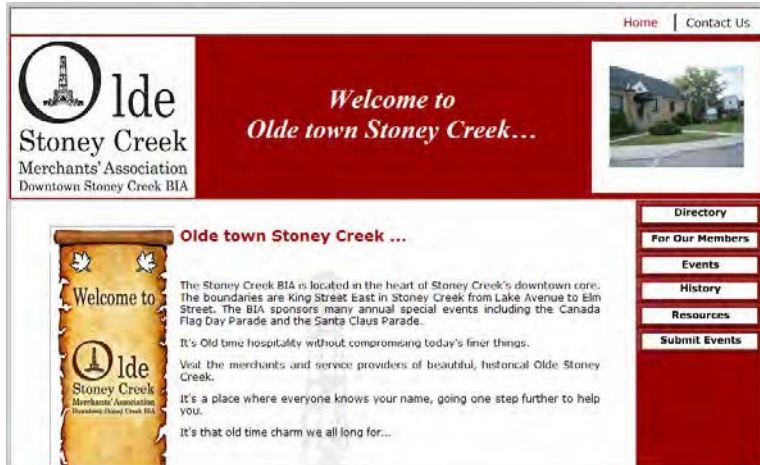 Home | Contact Us
Olde
Stoney Creek
Merchants' Association
Downtown Stoney Creek BIA
Welcome to
Olde town Stoney Creek...
Directory
For Our Members
Events
History
Resources
Submit Events
Welcome to
Olde
Stoney Creek
Merchants' Association
Downtown Stoney Creek BIA
Olde town Stoney Creek ...
The Stoney Creek BIA is located in the heart of Stoney Creek's downtown core.
The boundaries are King Street East in Stoney Creek from Lake Avenue to Elm
Street. The BIA sponsors many annual special events including the Canada
Flag Day Parade and the Santa Claus Parade.
It's Old time hospitality without compromising today's finer things.
Visit the merchants and service providers of beautiful, historical Olde Stoney
Creek.
It's a place where everyone knows your name, going one step further to help
you.
It's that old time charm we all long for...